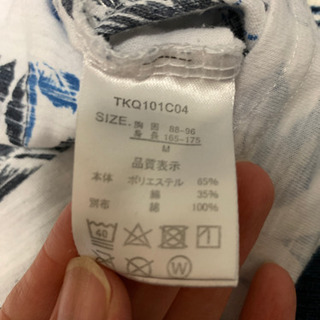 TKQ101C04
SIZE. 胸囲 88-96
身長 165-175
M
品質表示
本体 ポリエステル 65%
綿 35%
別布 綿 100%
40
W